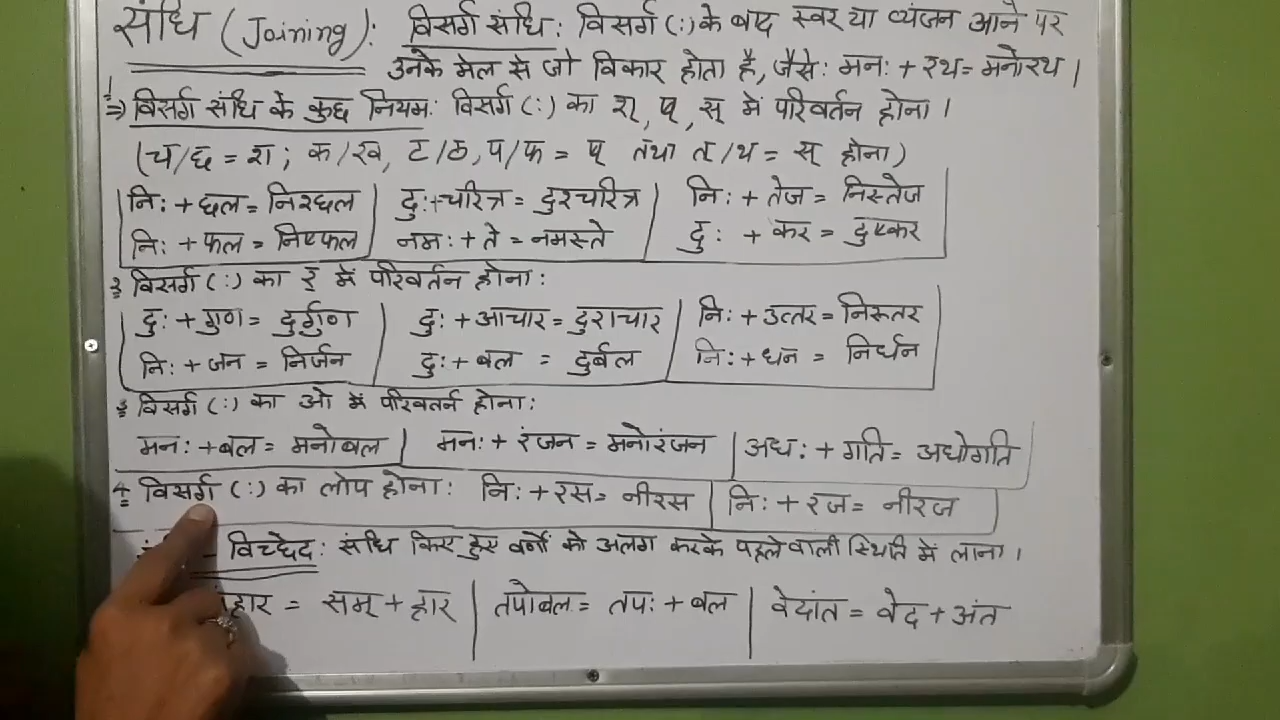 संधि (Joining): विसर्ग संधि: विसर्ग (:) के बाद स्वर या व्यंजन आने पर
उनके मेल से जो विकार होता है, जैसे: मन: + रथ = मनोरथ ।
1 ⇒ विसर्ग संधि के कुछ नियम: विसर्ग (:) का श्, ष्, स् में परिवर्तन होना ।
(च/छ = श ; क/ख, ट/ठ, प/फ = ष् तथा त्/थ = स् होना)
नि: + छल = निश्छल | दु: + चरित्र = दुश्चरित्र | नि: + तेज = निस्तेज
नि: + फल = निष्फल | नम: + ते = नमस्ते | दु: + कर = दुष्कर
2 विसर्ग (:) का र् में परिवर्तन होना:
दु: + गुण = दुर्गुण | दु: + आचार = दुराचार | नि: + उत्तर = निरूतर
नि: + जन = निर्जन | दु: + बल = दुर्बल | नि: + धन = निर्धन
3 विसर्ग (:) का ओ में परिवर्तन होना:
मन: + बल = मनोबल | मन: + रंजन = मनोरंजन | अध: + गति = अधोगति
4 विसर्ग (:) का लोप होना: नि: + रस = नीरस | नि: + रज = नीरज
– विच्छेद: संधि किए हुए वर्नों को अलग करके पहले वाली स्थिति में लाना ।
हार = सम् + हार | तपोबल = तप: + बल | वेदांत = वेद + अंत